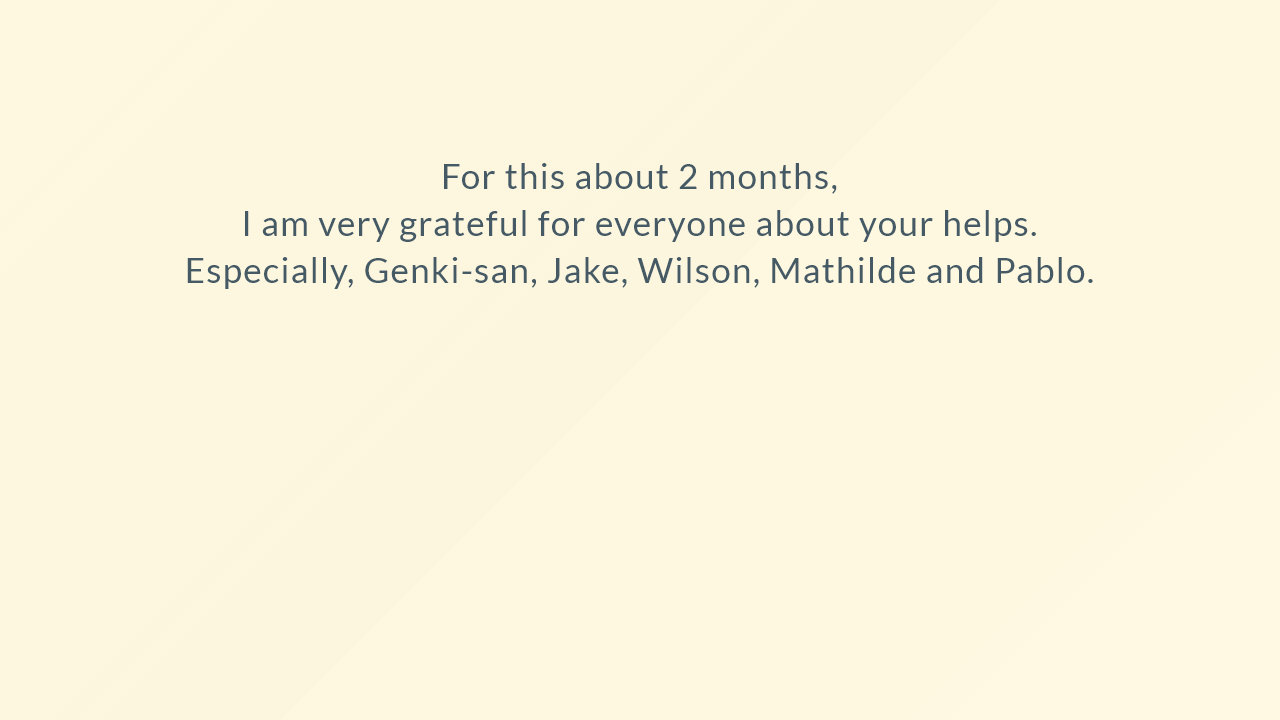 For this about 2 months,
I am very grateful for everyone about your helps.
Especially, Genki-san, Jake, Wilson, Mathilde and Pablo.